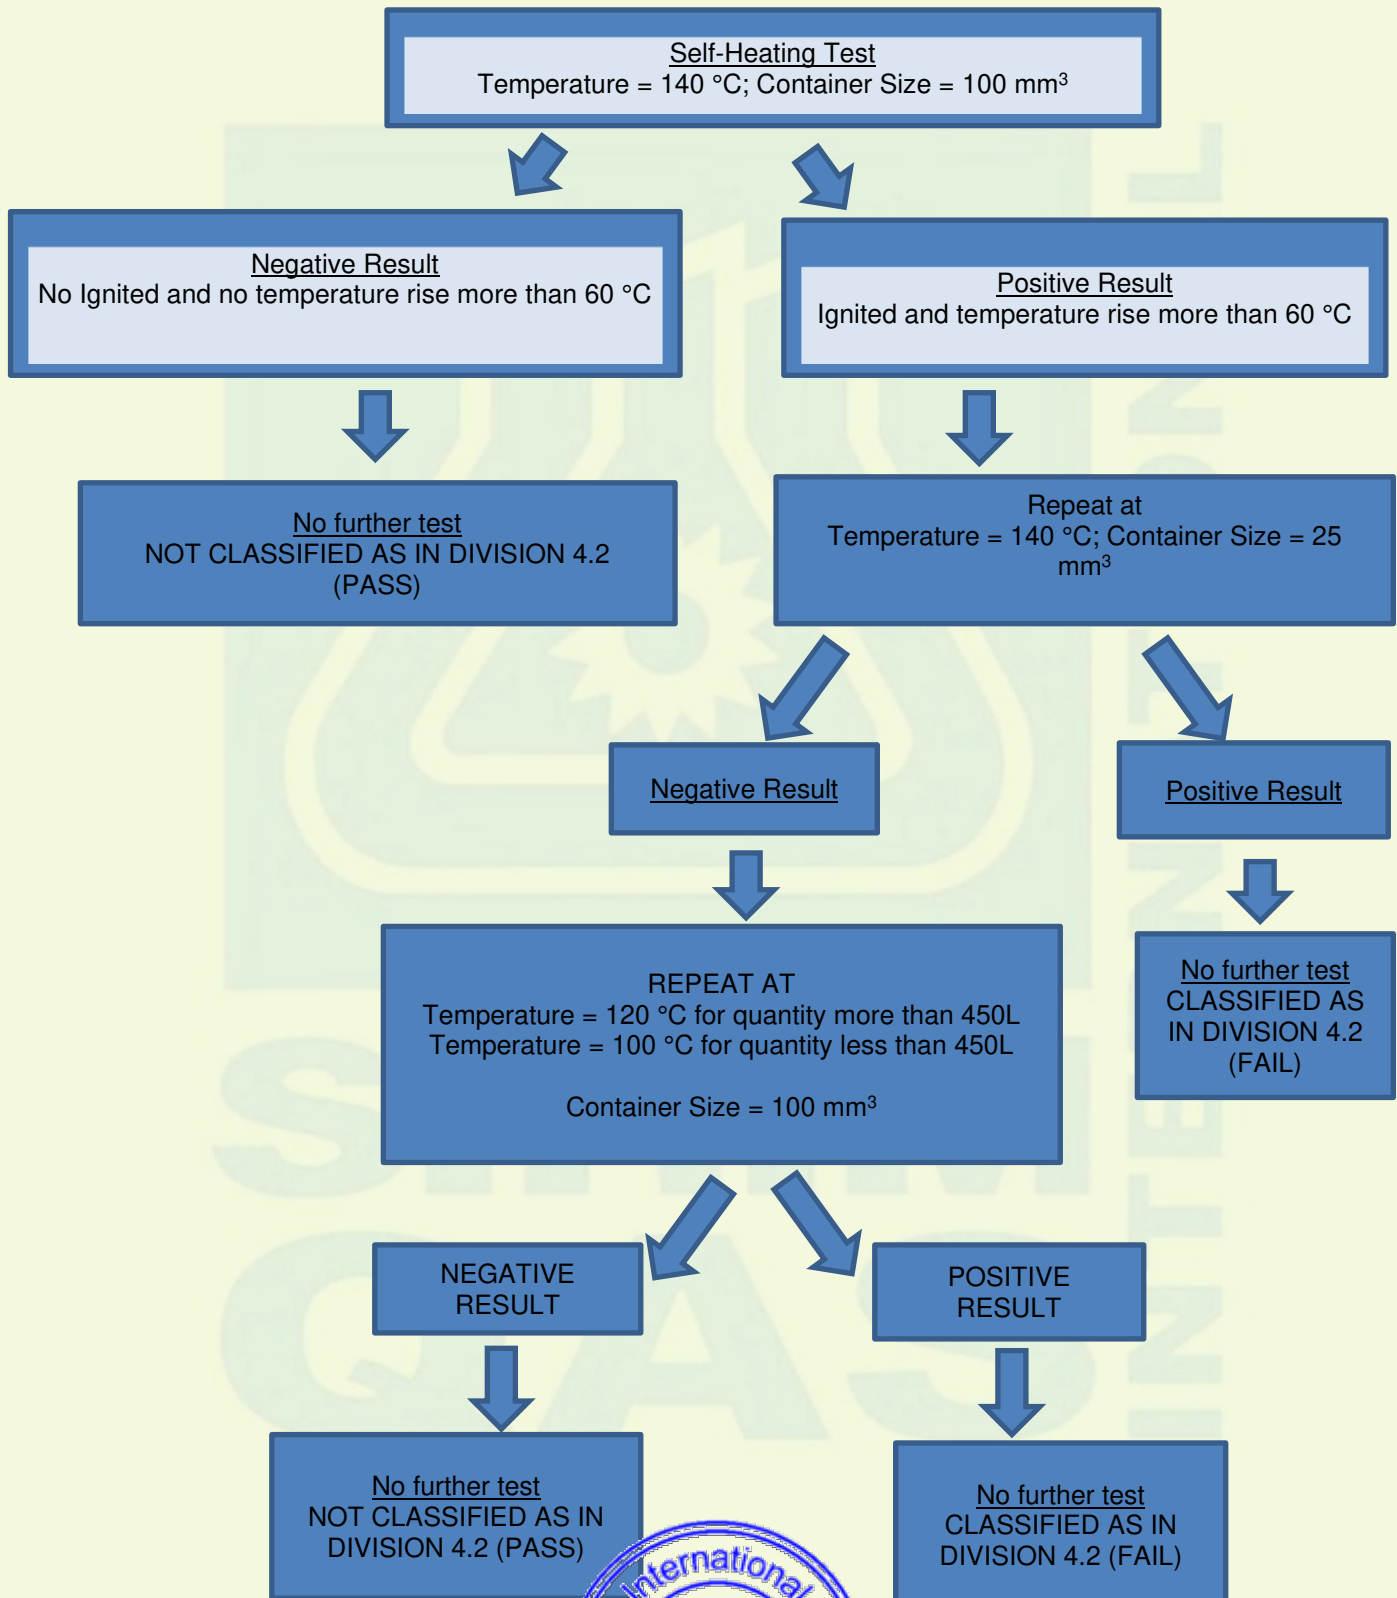 Self-Heating Test
Temperature = 140 °C; Container Size = 100 mm³
Negative Result
No Ignited and no temperature rise more than 60 °C
Positive Result
Ignited and temperature rise more than 60 °C
No further test
NOT CLASSIFIED AS IN DIVISION 4.2
(PASS)
Repeat at
Temperature = 140 °C; Container Size = 25
mm³
Negative Result
Positive Result
REPEAT AT
Temperature = 120 °C for quantity more than 450L
Temperature = 100 °C for quantity less than 450L
Container Size = 100 mm³
No further test
CLASSIFIED AS
IN DIVISION 4.2
(FAIL)
NEGATIVE
RESULT
POSITIVE
RESULT
No further test
NOT CLASSIFIED AS IN
DIVISION 4.2 (PASS)
No further test
CLASSIFIED AS IN
DIVISION 4.2 (FAIL)
International
QAS